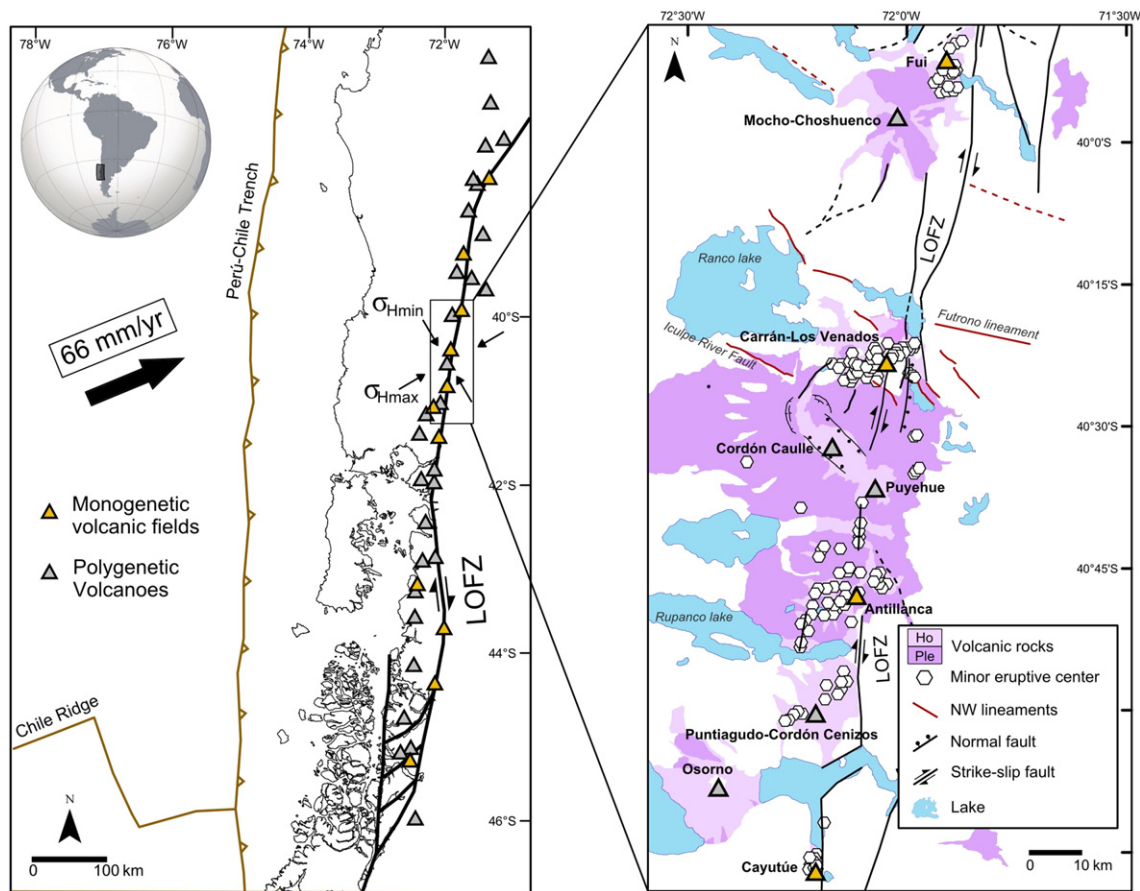 78°W
76°W
74°W
72°W
Perú-Chile Trench
66 mm/yr
σHmin
σHmax
40°S
42°S
44°S
46°S
Monogenetic
volcanic fields
Polygenetic
Volcanoes
LOFZ
Chile Ridge
N
0
100 km
72°30'W
72°0'W
71°30'W
N
Fui
Mocho-Choshuenco
40°0'S
LOFZ
Ranco lake
40°15'S
Futrono lineament
Carrán-Los Venados
Iculpe River Fault
40°30'S
Cordón Caulle
Puyehue
40°45'S
Antillanca
Rupanco lake
LOFZ
Puntiagudo-Cordón Cenizos
Osorno
Cayutúe
Ho
Ple
Volcanic rocks
Minor eruptive center
NW lineaments
Normal fault
Strike-slip fault
Lake
0
10 km